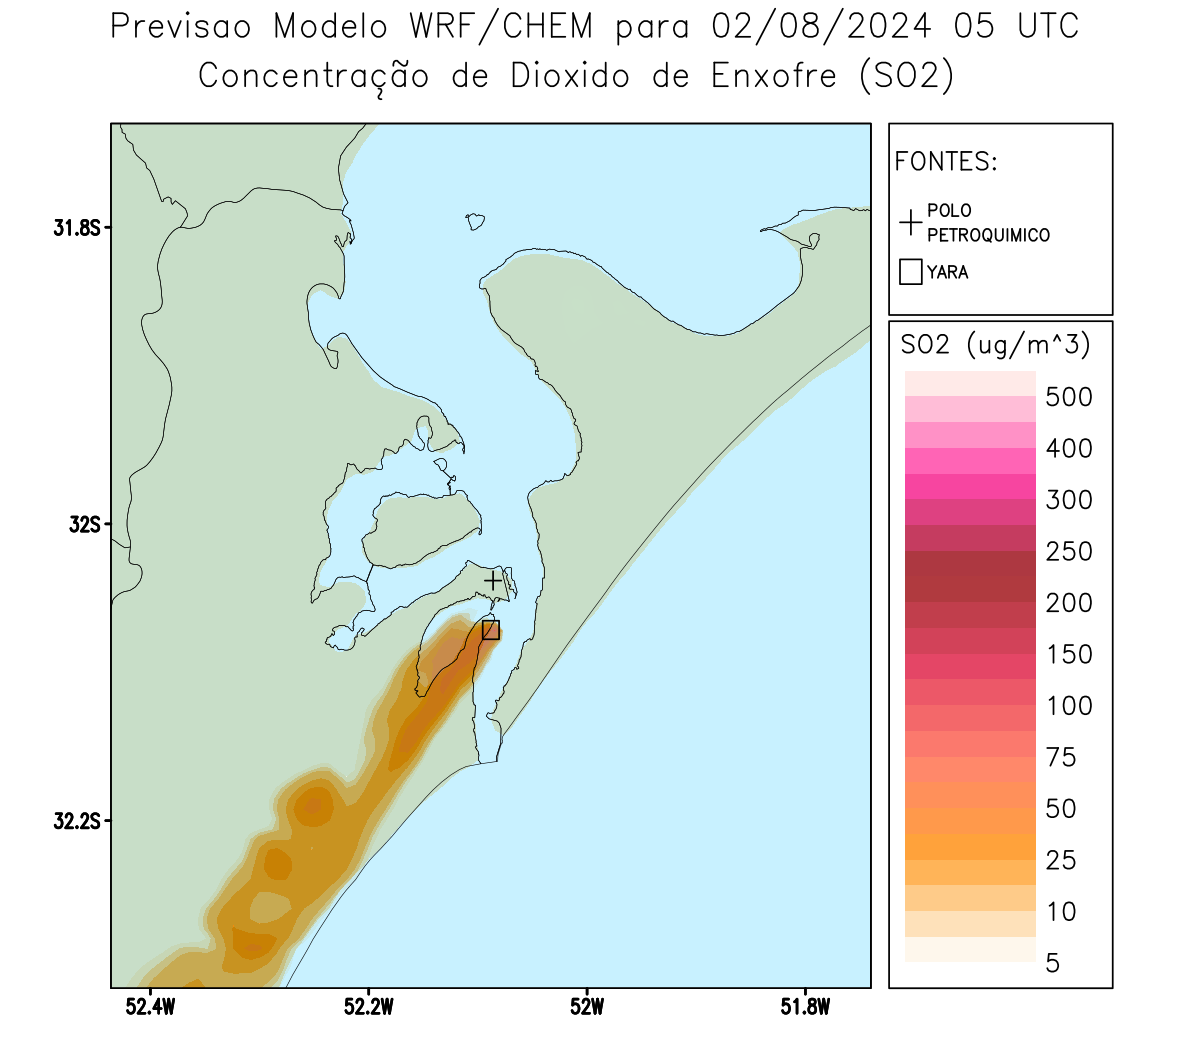 Previsao Modelo WRF/CHEM para 02/08/2024 05 UTC
Concentração de Dioxido de Enxofre (SO2)
FONTES:
POLO
PETROQUIMICO
YARA
SO2 (ug/m^3)
500
400
300
250
200
150
100
75
50
25
10
5
31.8S
32S
32.2S
52.4W
52.2W
52W
51.8W